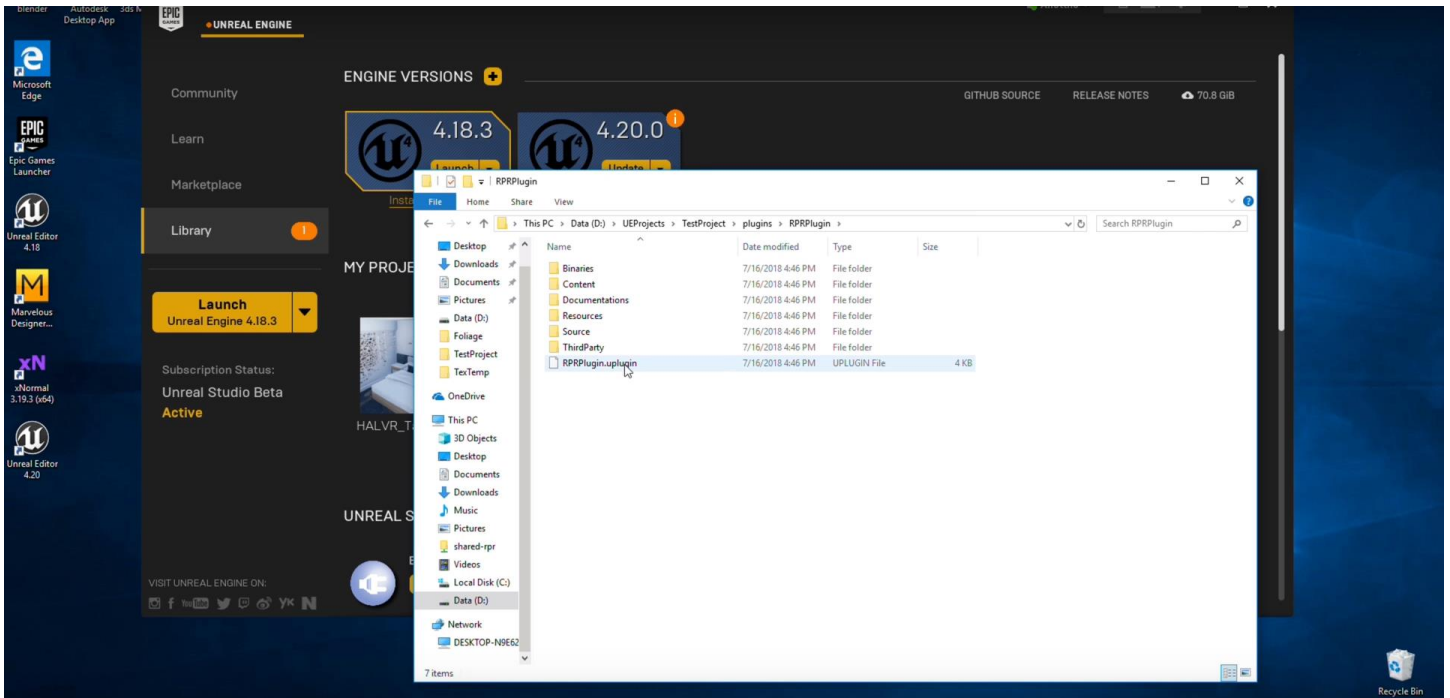 blender
Autodesk
Desktop App
3ds M
Microsoft
Edge
EPIC
GAMES
Epic Games
Launcher
Unreal Editor
4.18
Marvelous
Designer...
xNormal
3.19.3 (x64)
Unreal Editor
4.20
EPIC
GAMES
UNREAL ENGINE
Community
Learn
Marketplace
Library
Launch
Unreal Engine 4.18.3
Subscription Status:
Unreal Studio Beta
Active
VISIT UNREAL ENGINE ON:
ENGINE VERSIONS
GITHUB SOURCE
RELEASE NOTES
70.8 GiB
4.18.3
Launch
4.20.0
Update
Insta
MY PROJE
HALVR_T
UNREAL S
RPRPlugin
File Home Share View
This PC > Data (D:) > UEProjects > TestProject > plugins > RPRPlugin >
Search RPRPlugin
Desktop
Downloads
Documents
Pictures
Data (D:)
Foliage
TestProject
TexTemp
OneDrive
This PC
3D Objects
Desktop
Documents
Downloads
Music
Pictures
shared-rpr
Videos
Local Disk (C:)
Data (D:)
Network
DESKTOP-N9E62
Name Date modified Type Size
Binaries 7/16/2018 4:46 PM File folder
Content 7/16/2018 4:46 PM File folder
Documentations 7/16/2018 4:46 PM File folder
Resources 7/16/2018 4:46 PM File folder
Source 7/16/2018 4:46 PM File folder
ThirdParty 7/16/2018 4:46 PM File folder
RPRPlugin.uplugin 7/16/2018 4:46 PM UPLUGIN File 4 KB
7 items
Recycle Bin